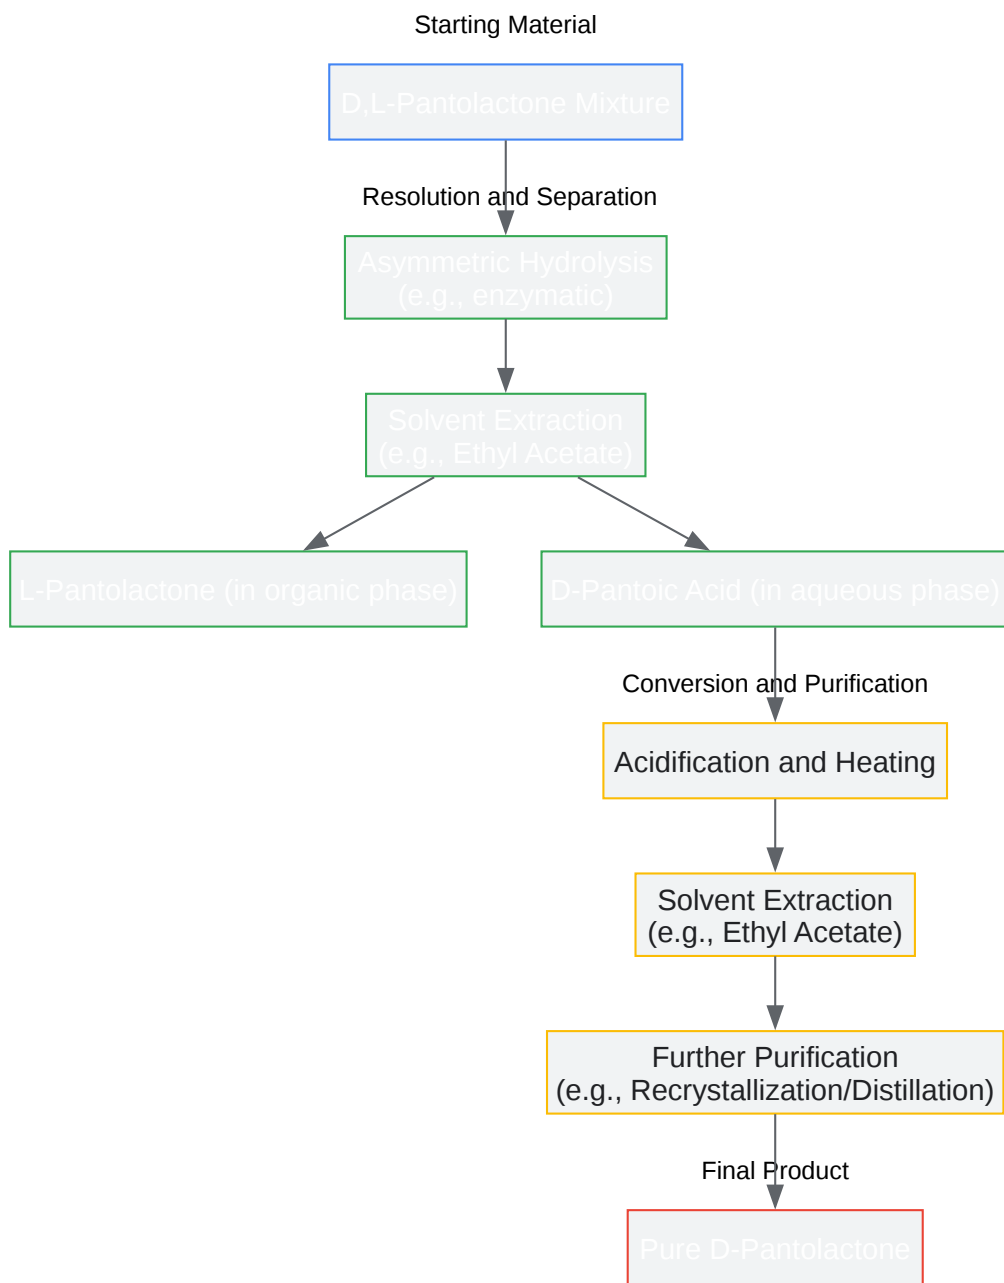 Starting Material
D,L-Pantolactone Mixture
Resolution and Separation
Asymmetric Hydrolysis
(e.g., enzymatic)
Solvent Extraction
(e.g., Ethyl Acetate)
L-Pantolactone (in organic phase)
D-Pantoic Acid (in aqueous phase)
Conversion and Purification
Acidification and Heating
Solvent Extraction
(e.g., Ethyl Acetate)
Further Purification
(e.g., Recrystallization/Distillation)
Final Product
Pure D-Pantolactone